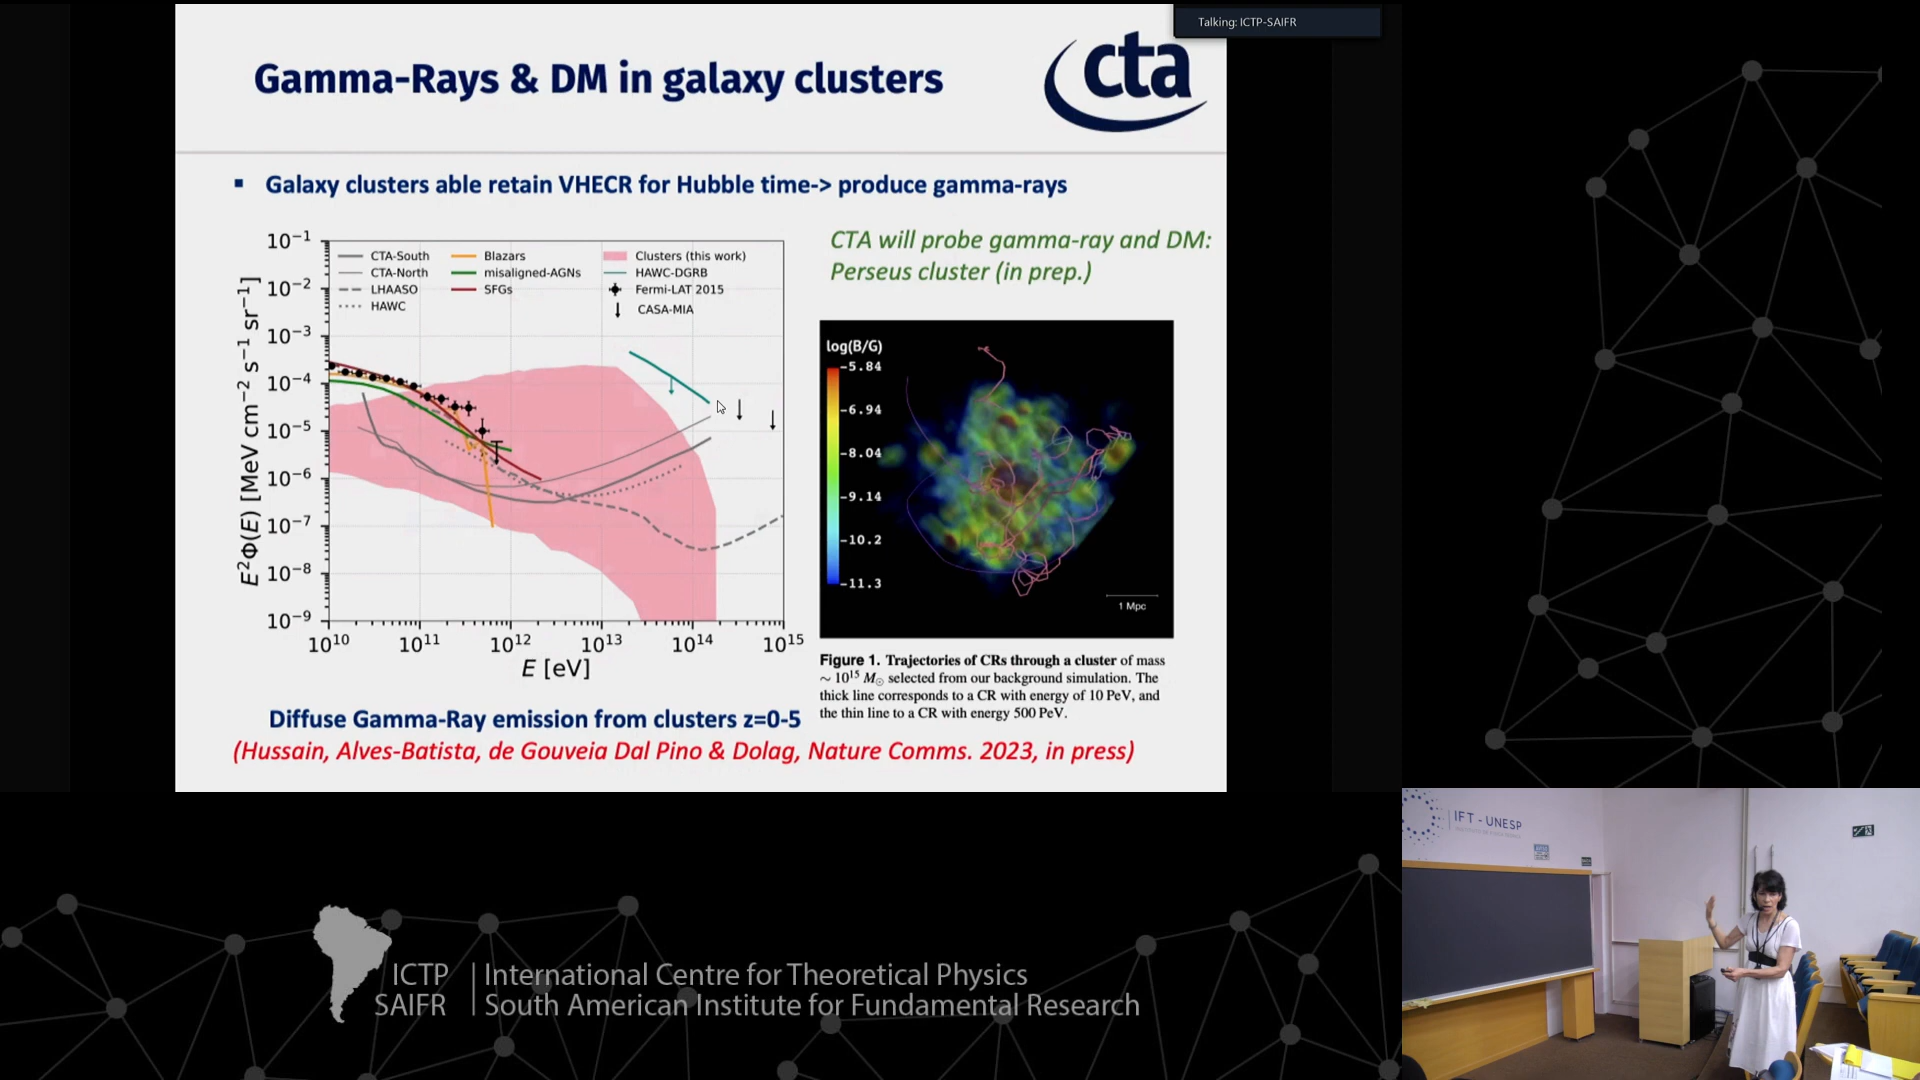 Talking: ICTP-SAIFR
Gamma-Rays & DM in galaxy clusters
cta
▪ Galaxy clusters able retain VHECR for Hubble time-> produce gamma-rays
CTA will probe gamma-ray and DM:
Perseus cluster (in prep.)
CTA-South
CTA-North
LHAASO
HAWC
Blazars
misaligned-AGNs
SFGs
Clusters (this work)
HAWC-DGRB
Fermi-LAT 2015
CASA-MIA
E²Φ(E) [MeV cm⁻² s⁻¹ sr⁻¹]
10⁻¹
10⁻²
10⁻³
10⁻⁴
10⁻⁵
10⁻⁶
10⁻⁷
10⁻⁸
10⁻⁹
10¹⁰ 10¹¹ 10¹² 10¹³ 10¹⁴ 10¹⁵
E [eV]
log(B/G)
-5.84
-6.94
-8.04
-9.14
-10.2
-11.3
1 Mpc
Figure 1. Trajectories of CRs through a cluster of mass
~ 10¹⁵ M☉ selected from our background simulation. The
thick line corresponds to a CR with energy of 10 PeV, and
the thin line to a CR with energy 500 PeV.
Diffuse Gamma-Ray emission from clusters z=0-5
(Hussain, Alves-Batista, de Gouveia Dal Pino & Dolag, Nature Comms. 2023, in press)
IFT - UNESP
ICTP | International Centre for Theoretical Physics
SAIFR | South American Institute for Fundamental Research